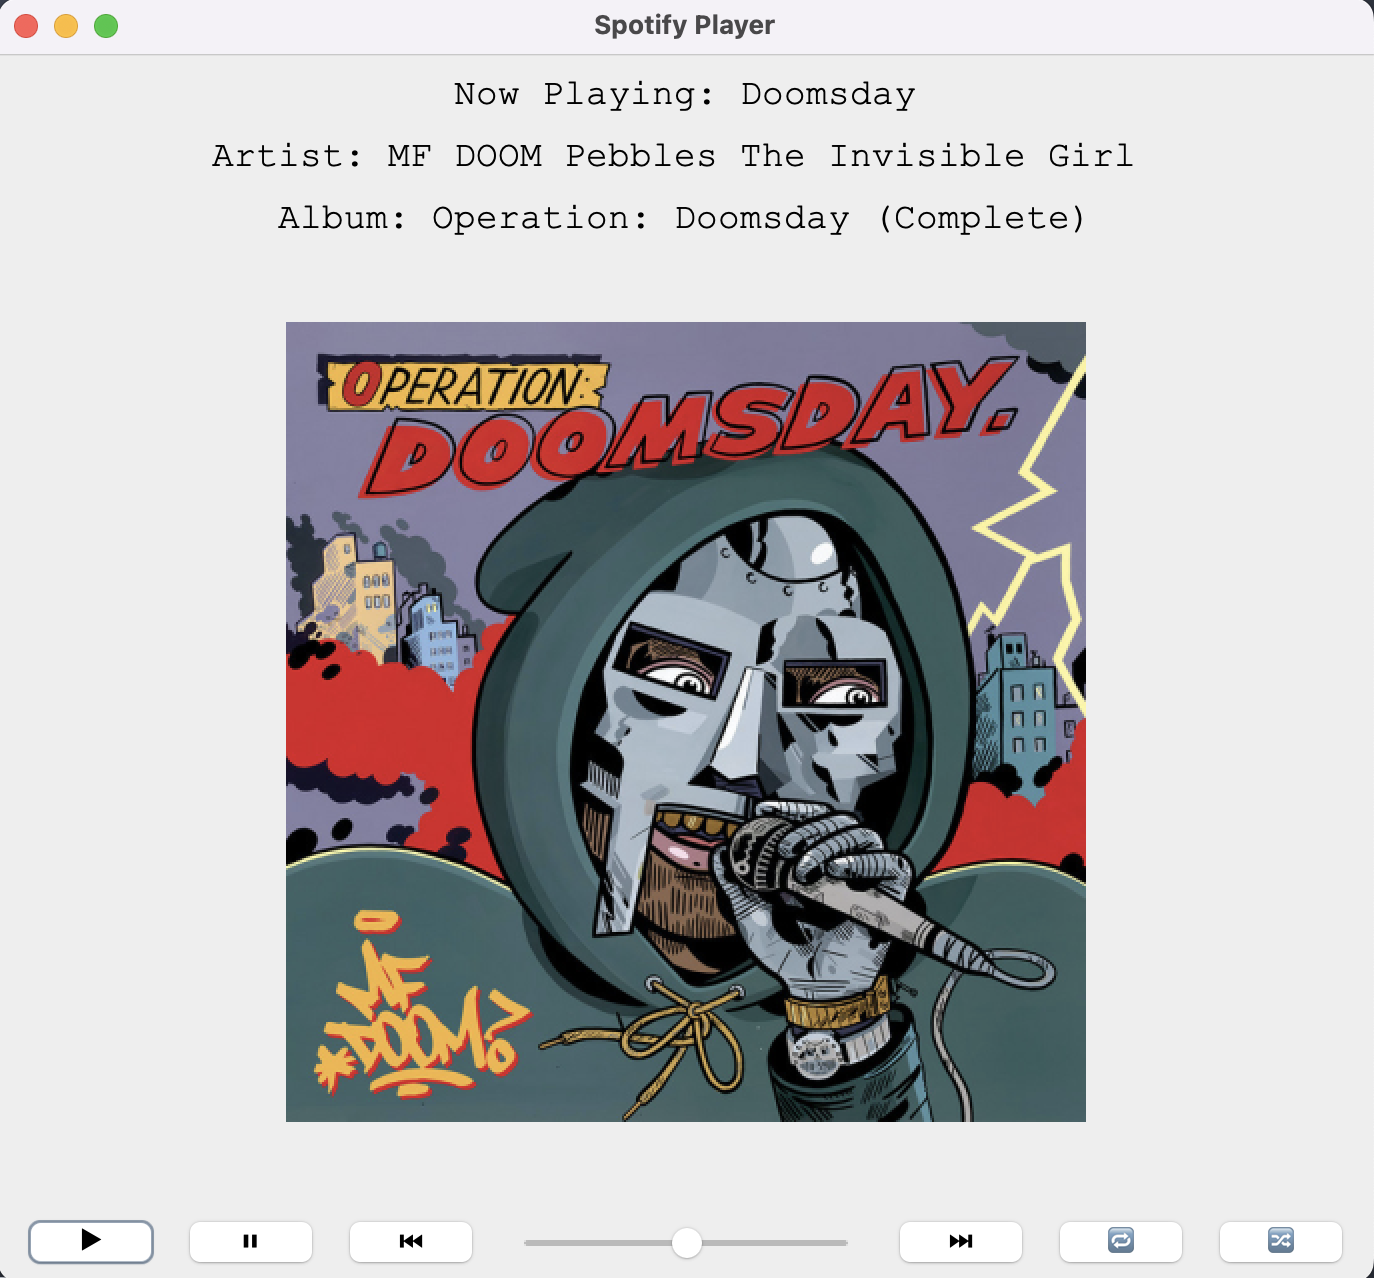 Spotify Player
Now Playing: Doomsday
Artist: MF DOOM Pebbles The Invisible Girl
Album: Operation: Doomsday (Complete)
OPERATION:
DOOMSDAY.
MF
DOOM